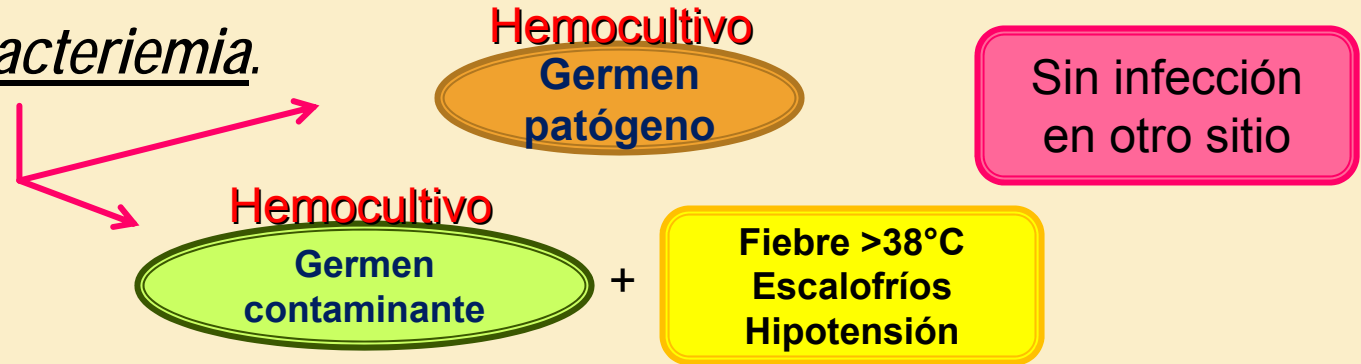 acteriemia.
Hemocultivo
Germen
patógeno
Sin infección
en otro sitio
Hemocultivo
Germen
contaminante
+
Fiebre >38°C
Escalofríos
Hipotensión